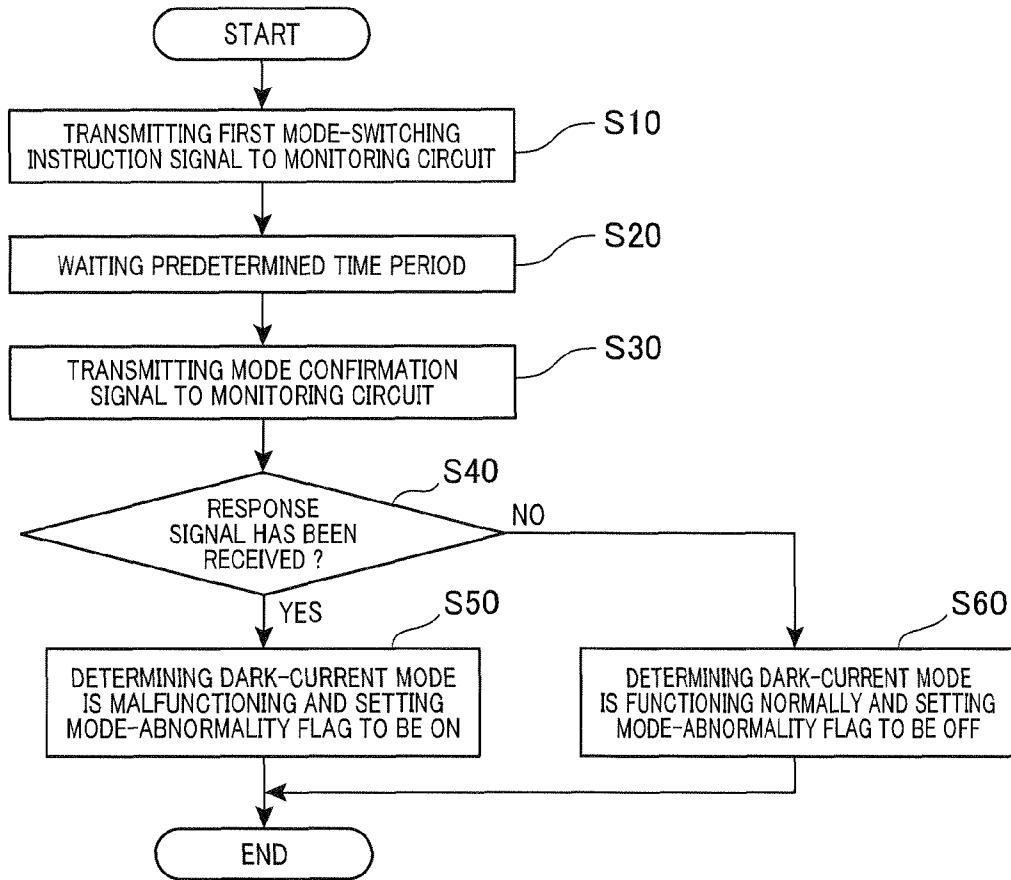 START
TRANSMITTING FIRST MODE-SWITCHING
INSTRUCTION SIGNAL TO MONITORING CIRCUIT
S10
WAITING PREDETERMINED TIME PERIOD
S20
TRANSMITTING MODE CONFIRMATION
SIGNAL TO MONITORING CIRCUIT
S30
RESPONSE
SIGNAL HAS BEEN
RECEIVED ?
S40
NO
YES
S50
DETERMINING DARK-CURRENT MODE
IS MALFUNCTIONING AND SETTING
MODE-ABNORMALITY FLAG TO BE ON
S60
DETERMINING DARK-CURRENT MODE
IS FUNCTIONING NORMALLY AND SETTING
MODE-ABNORMALITY FLAG TO BE OFF
END